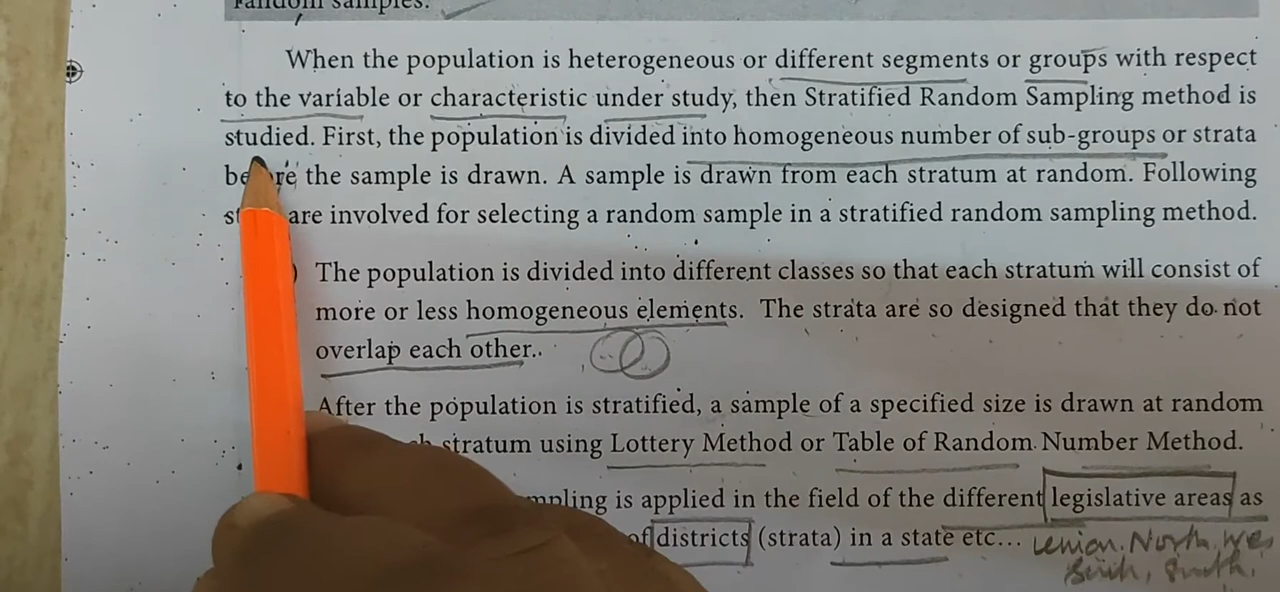 random samples.
When the population is heterogeneous or different segments or groups with respect
to the variable or characteristic under study, then Stratified Random Sampling method is
studied. First, the population is divided into homogeneous number of sub-groups or strata
the sample is drawn. A sample is drawn from each stratum at random. Following
are involved for selecting a random sample in a stratified random sampling method.
) The population is divided into different classes so that each stratum will consist of
more or less homogeneous elements. The strata are so designed that they do not
overlap each other..
After the population is stratified, a sample of a specified size is drawn at random
stratum using Lottery Method or Table of Random Number Method.
mpling is applied in the field of the different legislative areas as
of districts (strata) in a state etc... North